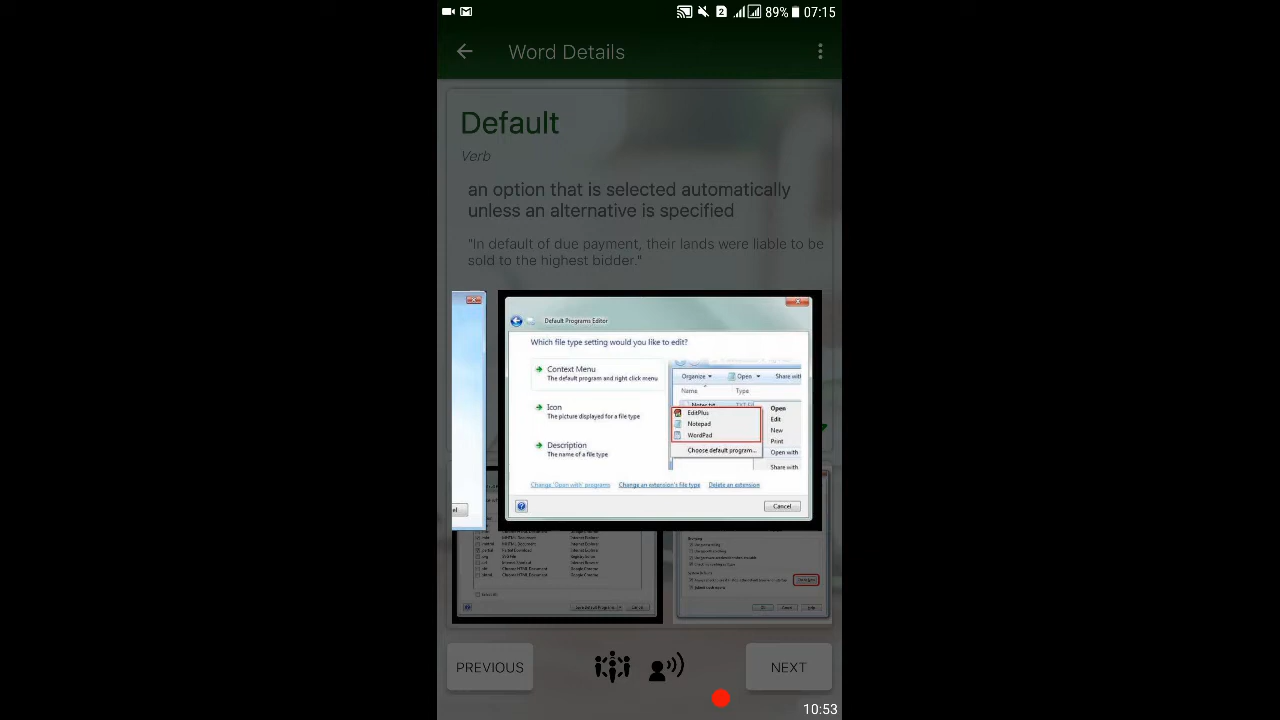 2 89% 07:15
Word Details
Default
Verb
an option that is selected automatically
unless an alternative is specified
"In default of due payment, their lands were liable to be
sold to the highest bidder."
Default Programs Editor
Which file type setting would you like to edit?
Context Menu
The default program and right click menu
Icon
The picture displayed for a file type
Description
The name of a file type
Organize Open Share with
Name Type
Notes.txt
EditPlus
Notepad
WordPad
Choose default program...
Open
Edit
New
Print
Open with
Share with
Change 'Open with' programs Change an extension's file type Delete an extension
Cancel
PREVIOUS
NEXT
10:53